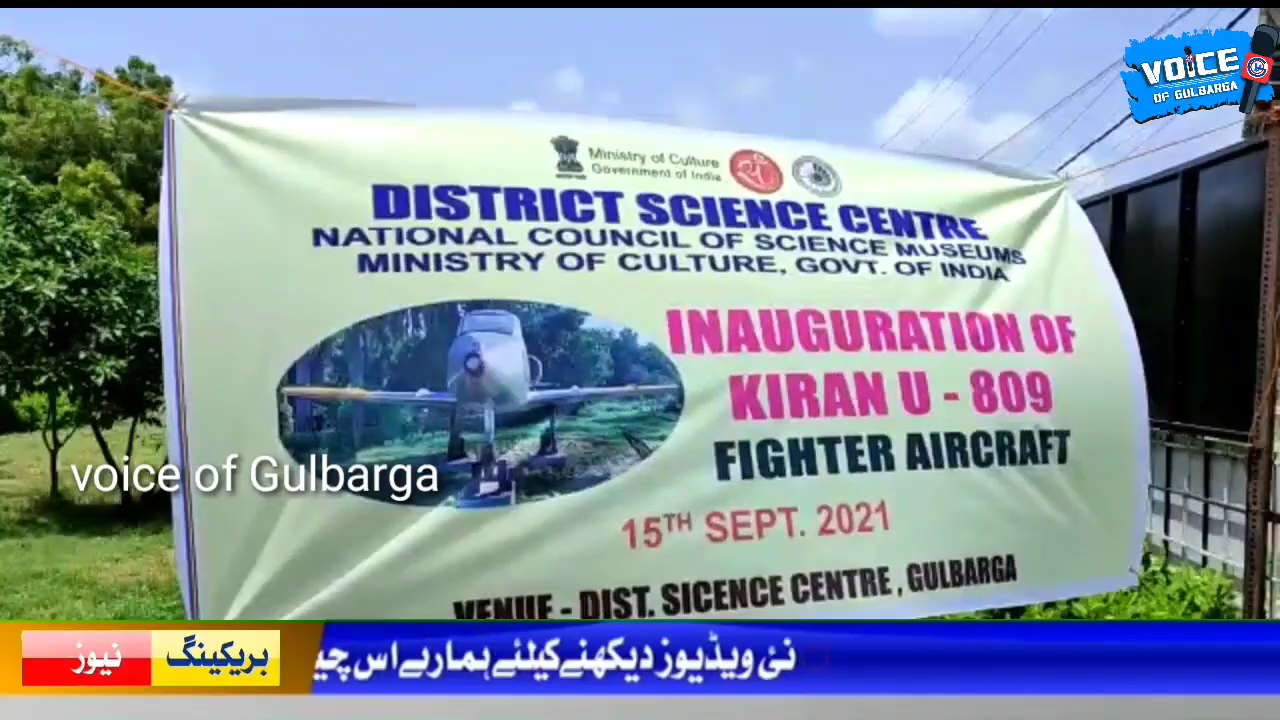 VOICE
OF GULBARGA
Ministry of Culture
Government of India
DISTRICT SCIENCE CENTRE
NATIONAL COUNCIL OF SCIENCE MUSEUMS
MINISTRY OF CULTURE, GOVT. OF INDIA
INAUGURATION OF
KIRAN U - 809
FIGHTER AIRCRAFT
voice of Gulbarga
15TH SEPT. 2021
VENUE - DIST. SICENCE CENTRE, GULBARGA
بریکینگ نیوز
نئ ویڈیوز دیکھنے کیلئے ہمارے اس